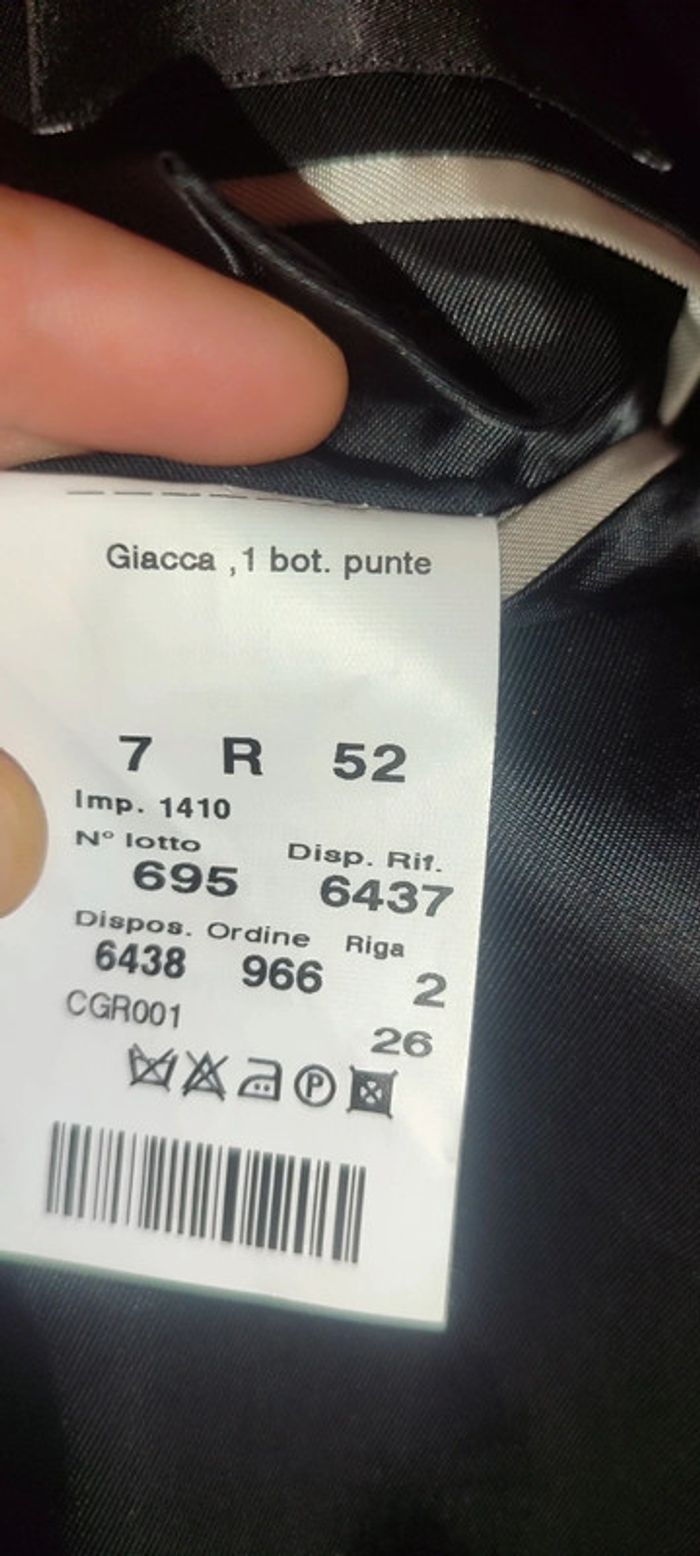 Giacca ,1 bot. punte
7 R 52
Imp. 1410
N° lotto Disp. Rif.
695 6437
Dispos. Ordine Riga
6438 966 2
CGR001 26
P